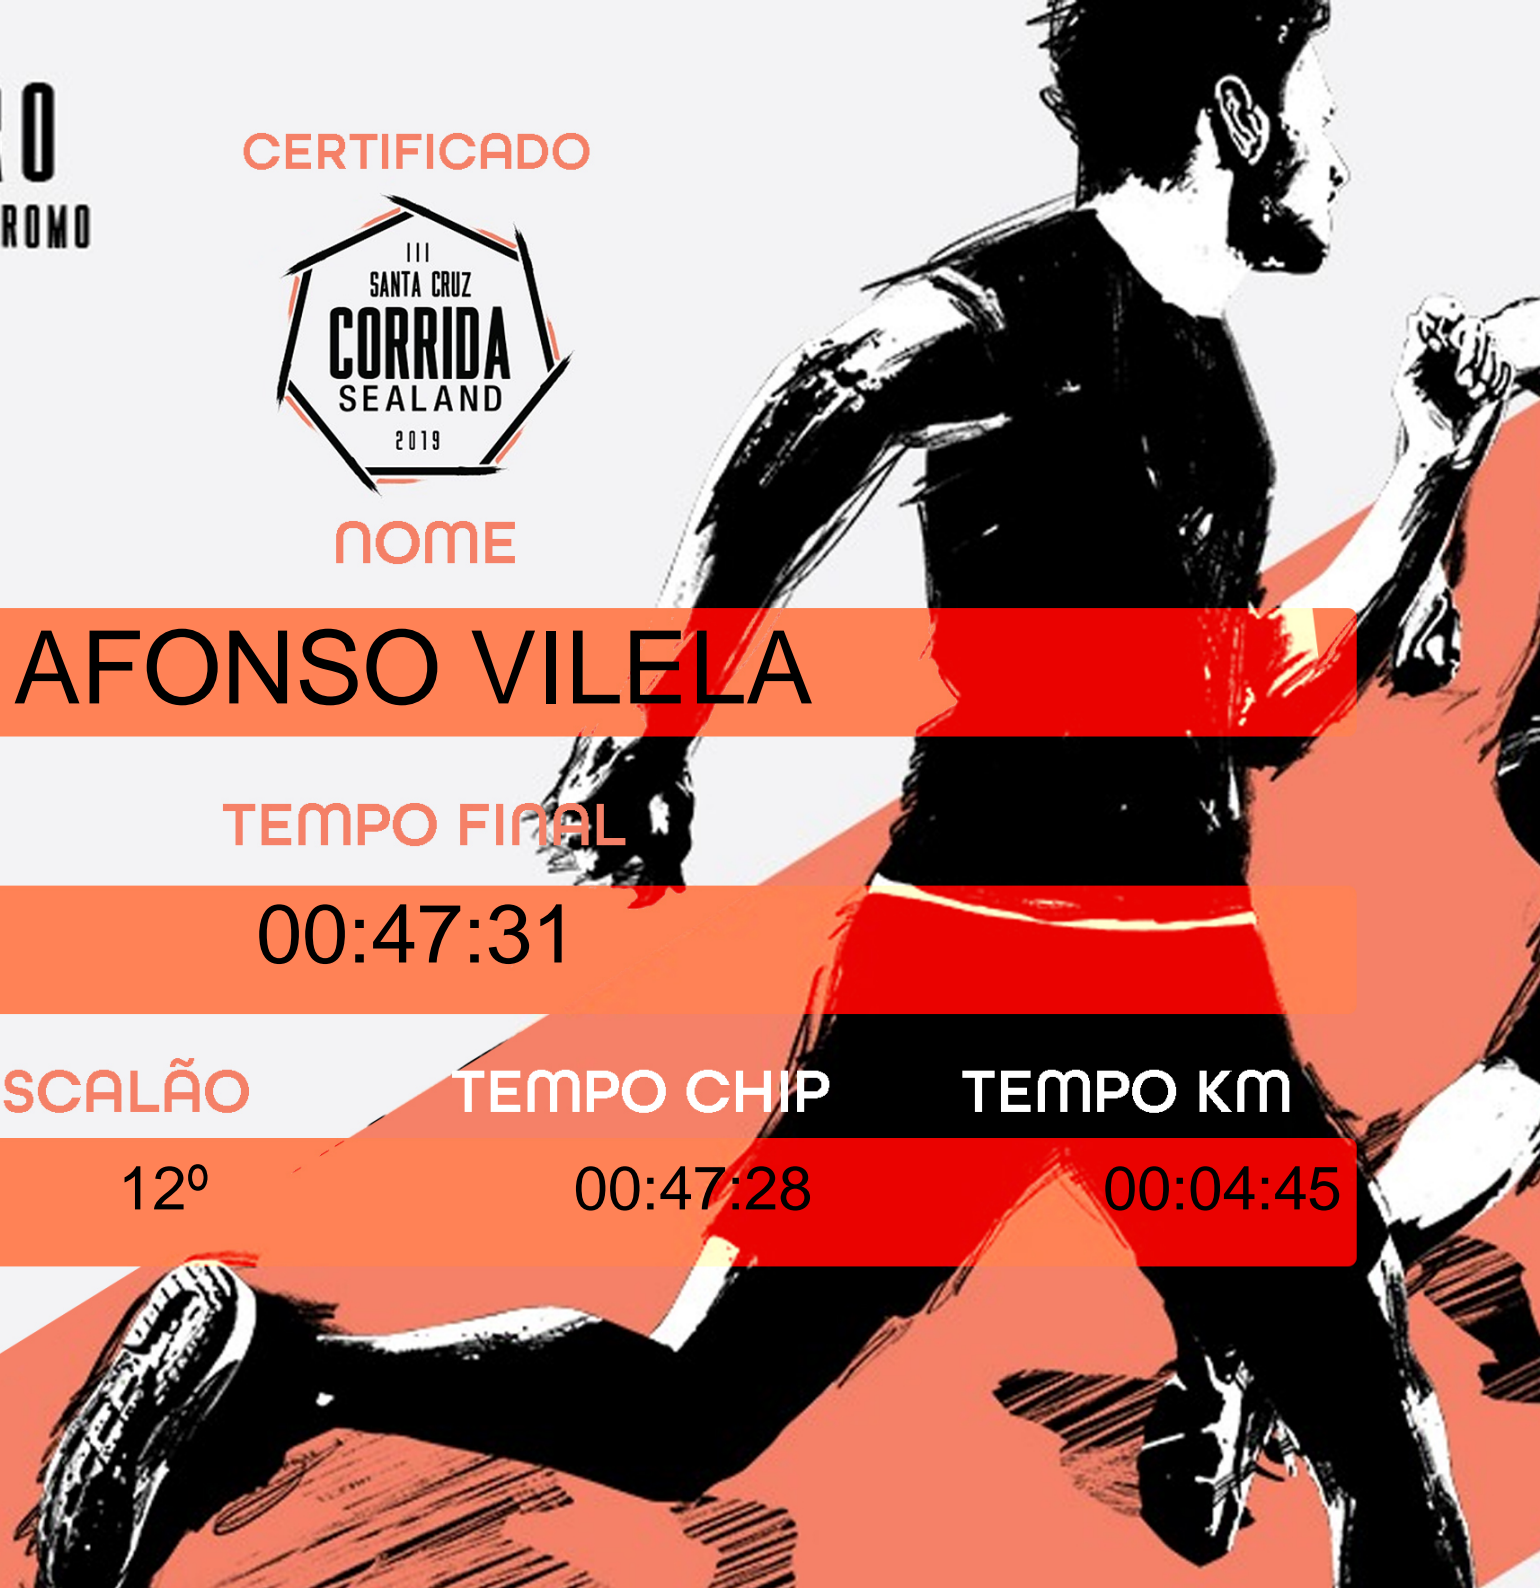 RO
ROMO
CERTIFICADO
III
SANTA CRUZ
CORRIDA
SEALAND
2019
NOME
AFONSO VILELA
TEMPO FINAL
00:47:31
SCALÃO TEMPO CHIP TEMPO KM
12º 00:47:28 00:04:45